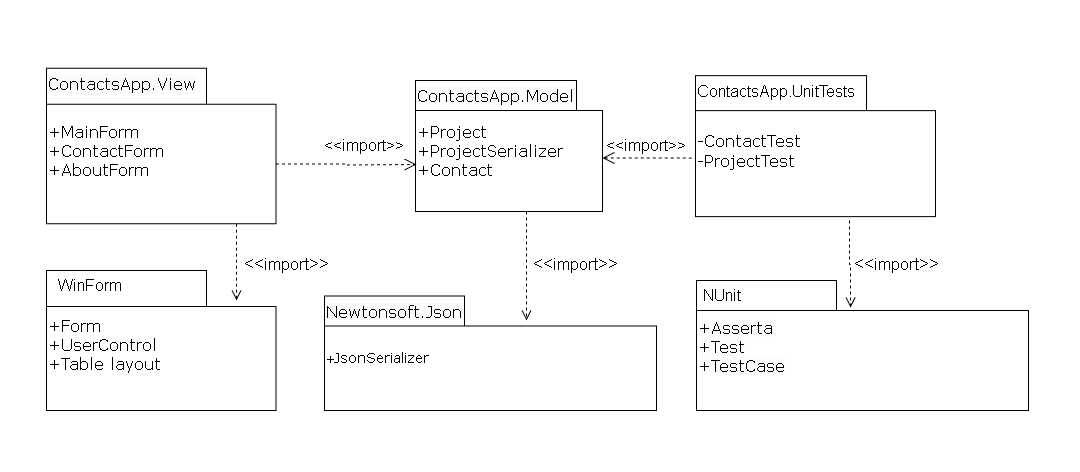 ContactsApp.View
+MainForm
+ContactForm
+AboutForm
<<import>>
ContactsApp.Model
+Project
+ProjectSerializer
+Contact
<<import>>
ContactsApp.UnitTests
-ContactTest
-ProjectTest
<<import>>
<<import>>
<<import>>
WinForm
+Form
+UserControl
+Table layout
Newtonsoft.Json
+JsonSerializer
NUnit
+Asserta
+Test
+TestCase